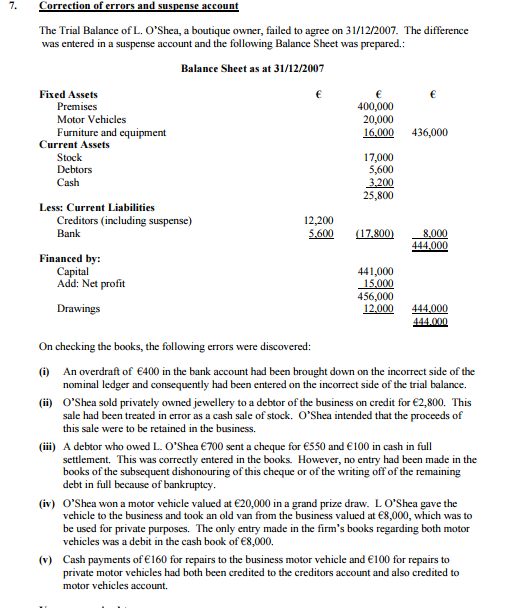 7. Correction of errors and suspense account
The Trial Balance of L. O’Shea, a boutique owner, failed to agree on 31/12/2007. The difference
was entered in a suspense account and the following Balance Sheet was prepared.:
Balance Sheet as at 31/12/2007
Fixed Assets € € €
Premises 400,000
Motor Vehicles 20,000
Furniture and equipment 16,000 436,000
Current Assets
Stock 17,000
Debtors 5,600
Cash 3,200
25,800
Less: Current Liabilities
Creditors (including suspense) 12,200
Bank 5,600 (17,800) 8,000
444,000
Financed by:
Capital 441,000
Add: Net profit 15,000
456,000
Drawings 12,000 444,000
444,000
On checking the books, the following errors were discovered:
(i) An overdraft of €400 in the bank account had been brought down on the incorrect side of the
nominal ledger and consequently had been entered on the incorrect side of the trial balance.
(ii) O’Shea sold privately owned jewellery to a debtor of the business on credit for €2,800. This
sale had been treated in error as a cash sale of stock. O’Shea intended that the proceeds of
this sale were to be retained in the business.
(iii) A debtor who owed L. O’Shea €700 sent a cheque for €550 and €100 in cash in full
settlement. This was correctly entered in the books. However, no entry had been made in the
books of the subsequent dishonouring of this cheque or of the writing off of the remaining
debt in full because of bankruptcy.
(iv) O’Shea won a motor vehicle valued at €20,000 in a grand prize draw. L O’Shea gave the
vehicle to the business and took an old van from the business valued at €8,000, which was to
be used for private purposes. The only entry made in the firm’s books regarding both motor
vehicles was a debit in the cash book of €8,000.
(v) Cash payments of €160 for repairs to the business motor vehicle and €100 for repairs to
private motor vehicles had both been credited to the creditors account and also credited to
motor vehicles account.